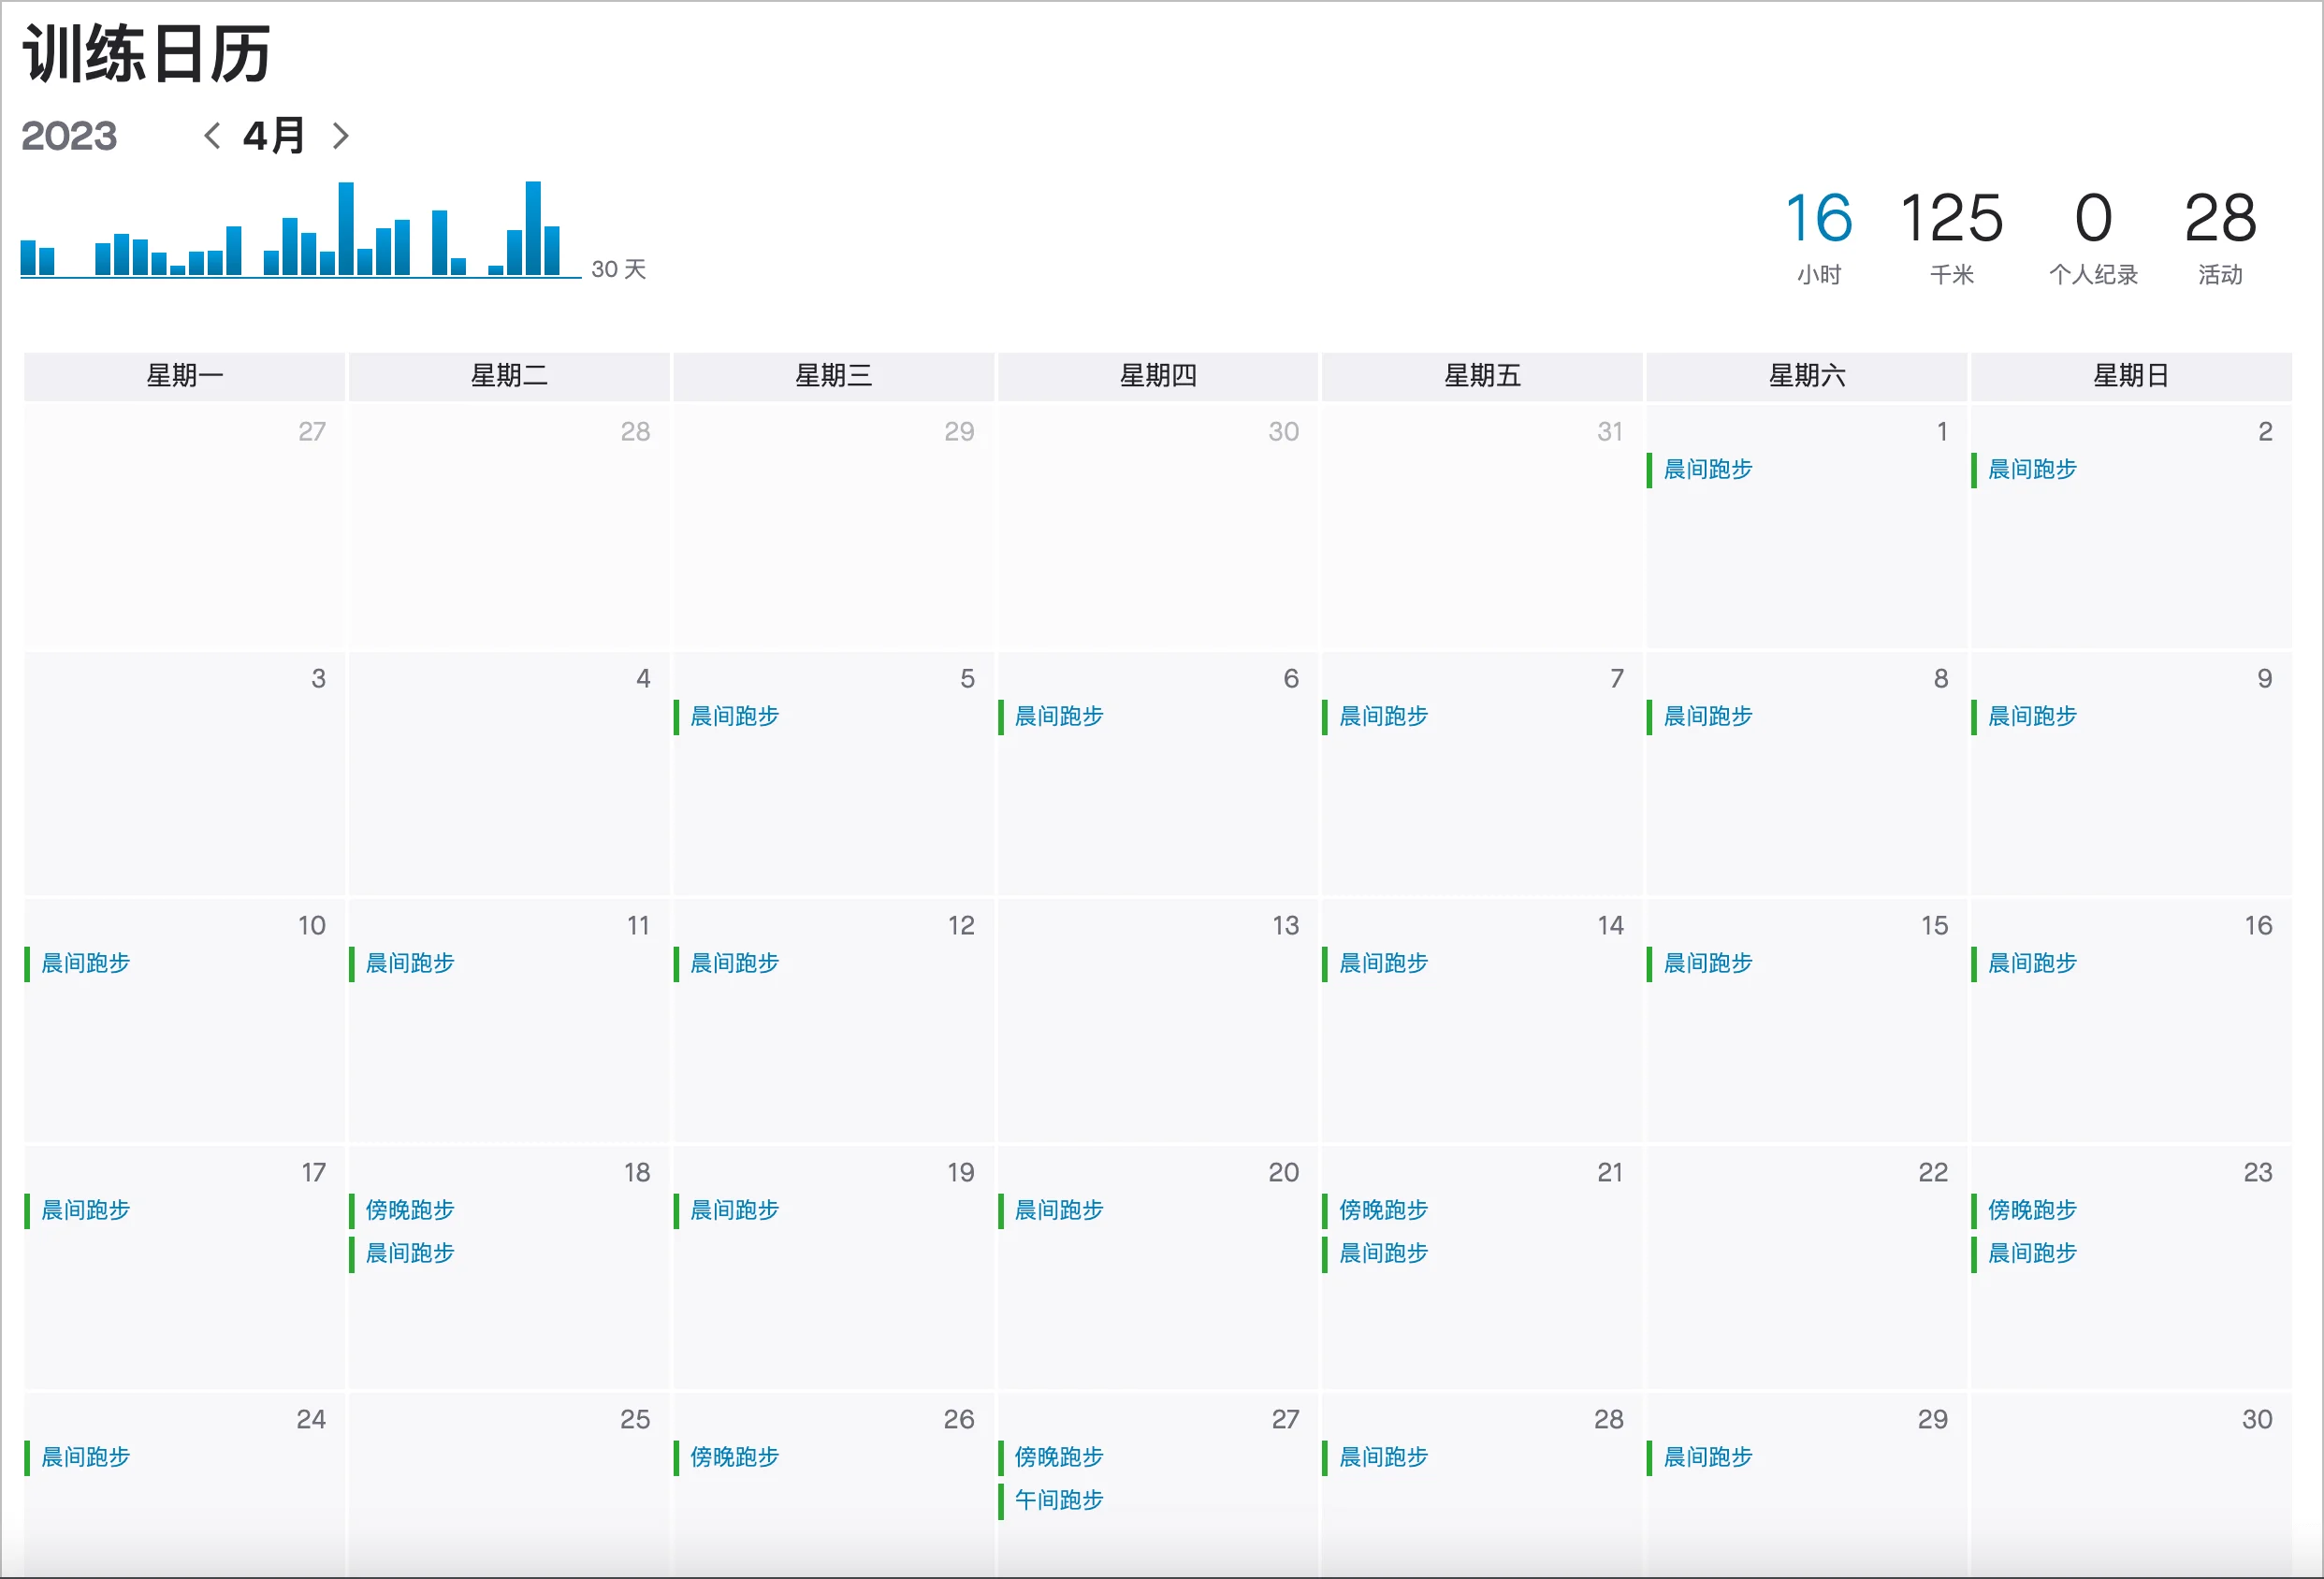 训练日历
2023 4月
30 天
16 125 0 28
小时 千米 个人纪录 活动
星期一 星期二 星期三 星期四 星期五 星期六 星期日
27 28 29 30 31 1 2
晨间跑步 晨间跑步
3 4 5 6 7 8 9
晨间跑步 晨间跑步 晨间跑步 晨间跑步 晨间跑步
10 11 12 13 14 15 16
晨间跑步 晨间跑步 晨间跑步 晨间跑步 晨间跑步 晨间跑步
17 18 19 20 21 22 23
晨间跑步 傍晚跑步 晨间跑步 晨间跑步 傍晚跑步 傍晚跑步
晨间跑步 晨间跑步 晨间跑步
24 25 26 27 28 29 30
晨间跑步 傍晚跑步 傍晚跑步 晨间跑步 晨间跑步
午间跑步